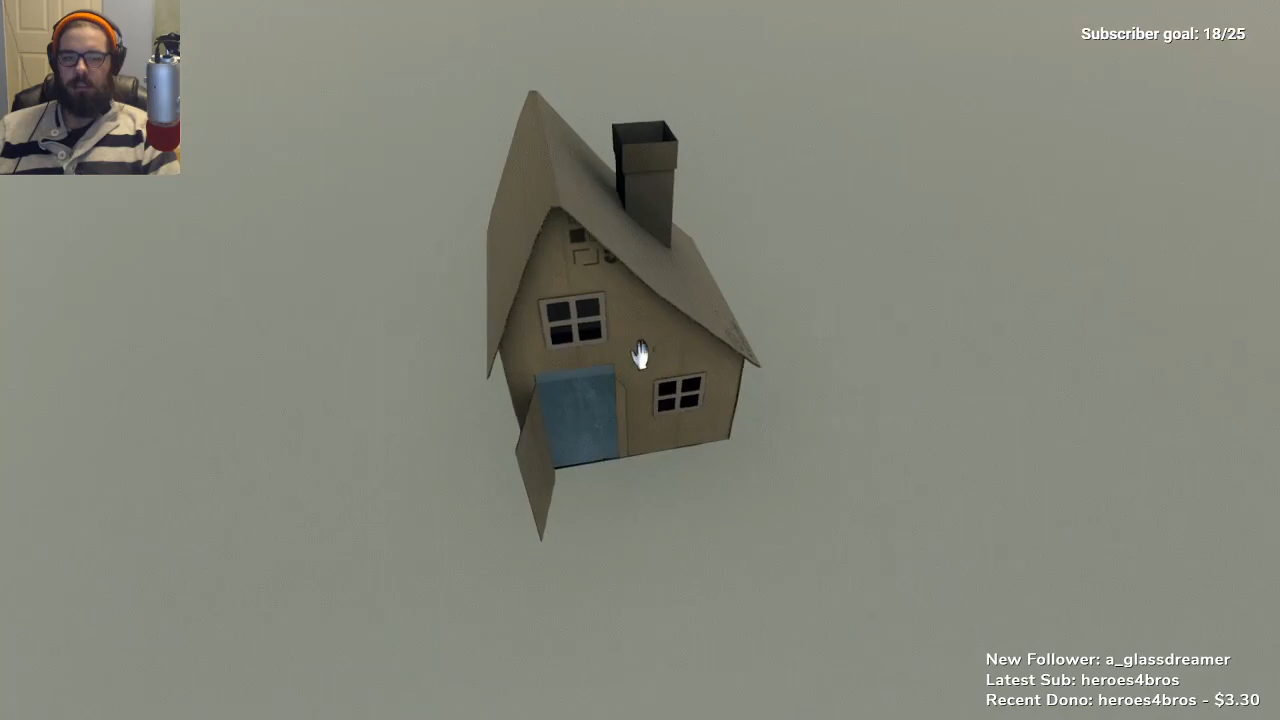 Subscriber goal: 18/25
New Follower: a_glassdreamer
Latest Sub: heroes4bros
Recent Dono: heroes4bros - $3.30